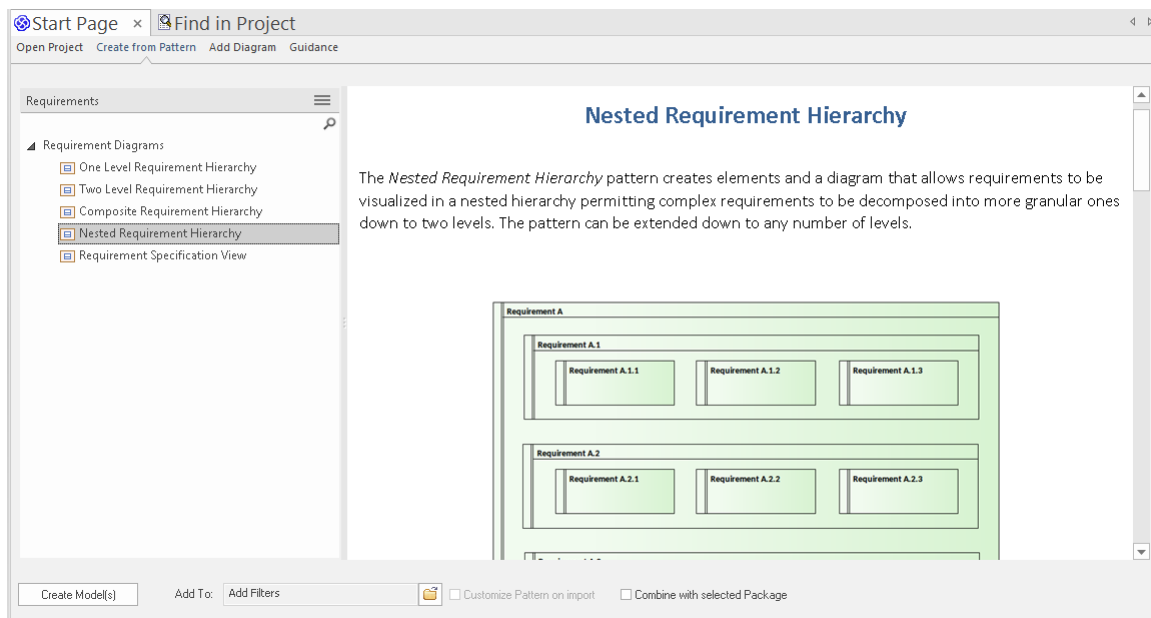 Start Page × Find in Project
Open Project Create from Pattern Add Diagram Guidance
Requirements
Requirement Diagrams
One Level Requirement Hierarchy
Two Level Requirement Hierarchy
Composite Requirement Hierarchy
Nested Requirement Hierarchy
Requirement Specification View
Nested Requirement Hierarchy
The Nested Requirement Hierarchy pattern creates elements and a diagram that allows requirements to be
visualized in a nested hierarchy permitting complex requirements to be decomposed into more granular ones
down to two levels. The pattern can be extended down to any number of levels.
Requirement A
Requirement A.1
Requirement A.1.1 Requirement A.1.2 Requirement A.1.3
Requirement A.2
Requirement A.2.1 Requirement A.2.2 Requirement A.2.3
Create Model(s) Add To: Add Filters Customize Pattern on import Combine with selected Package